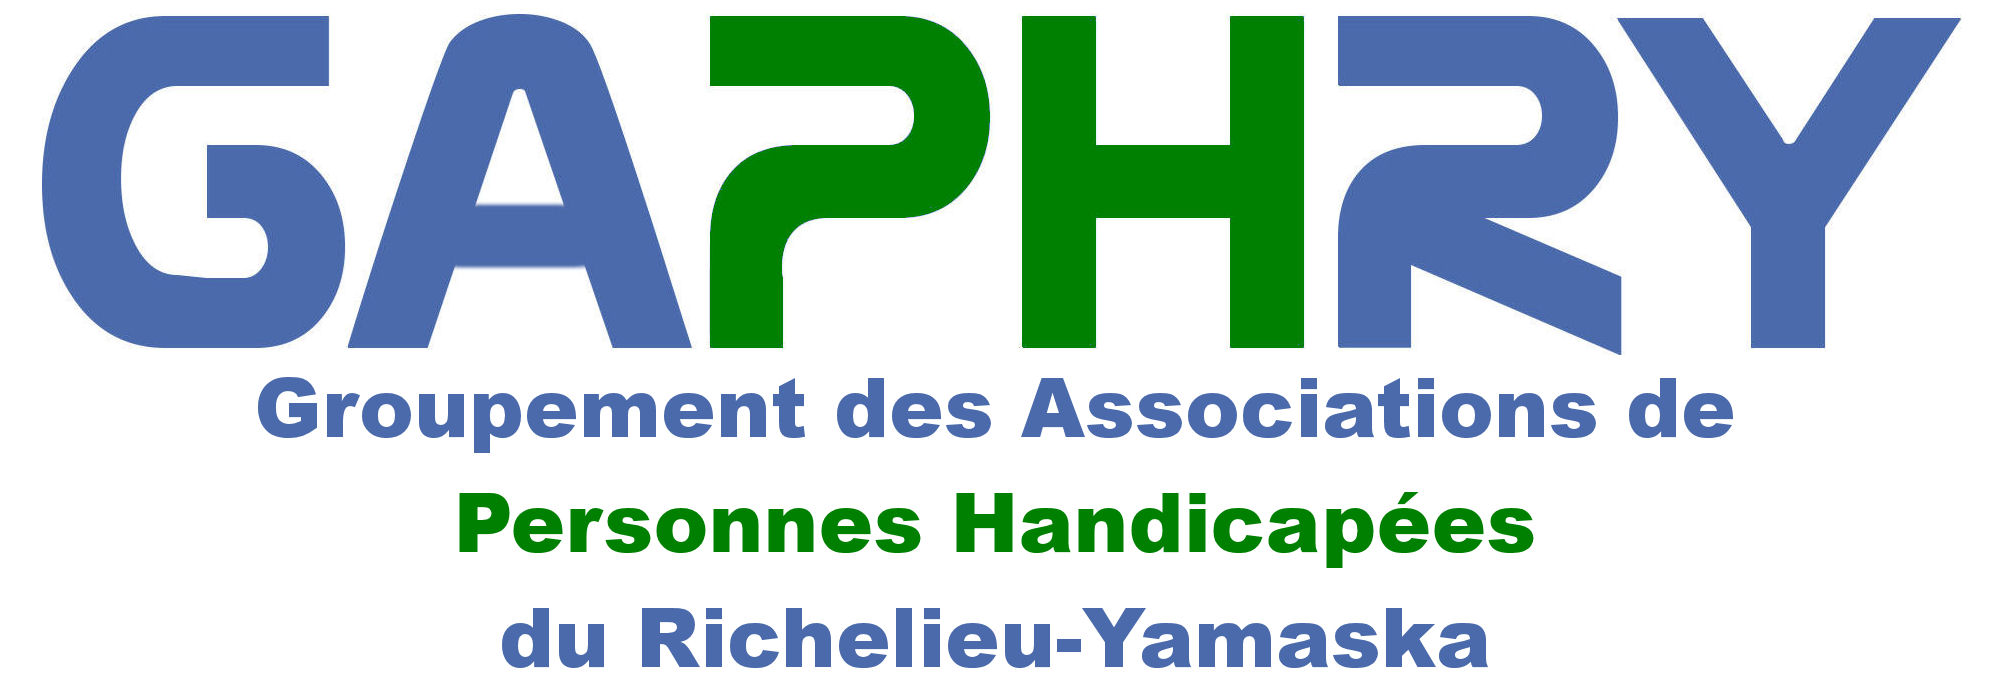 GAPHRY
Groupement des Associations de
Personnes Handicapées
du Richelieu-Yamaska